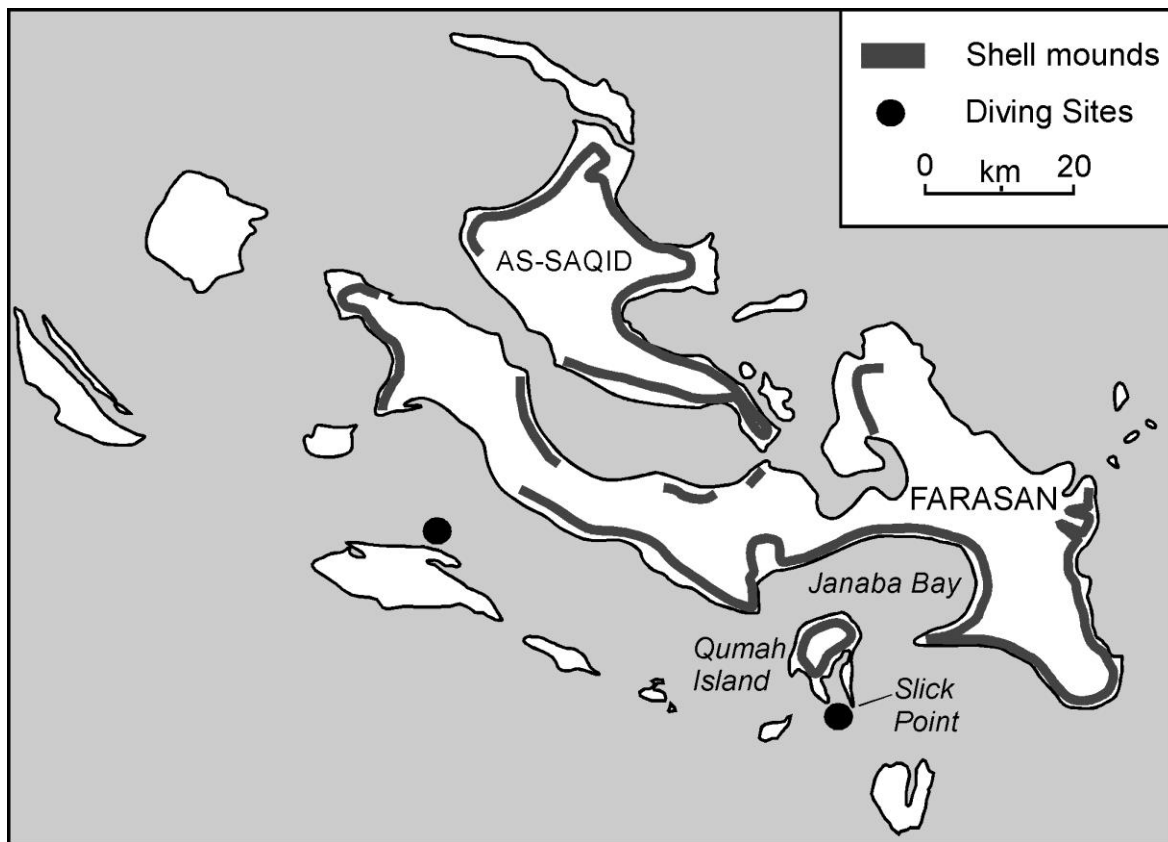 Shell mounds
Diving Sites
0 km 20
AS-SAQID
FARASAN
Janaba Bay
Qumah
Island
Slick
Point